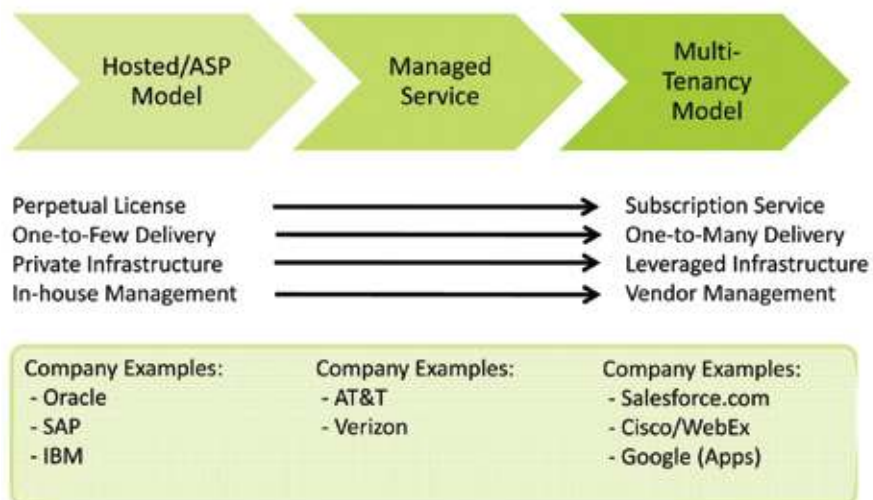 Hosted/ASP
Model
Managed
Service
Multi-
Tenancy
Model
Perpetual License
Subscription Service
One-to-Few Delivery
One-to-Many Delivery
Private Infrastructure
Leveraged Infrastructure
In-house Management
Vendor Management
Company Examples:
- Oracle
- SAP
- IBM
Company Examples:
- AT&T
- Verizon
Company Examples:
- Salesforce.com
- Cisco/WebEx
- Google (Apps)